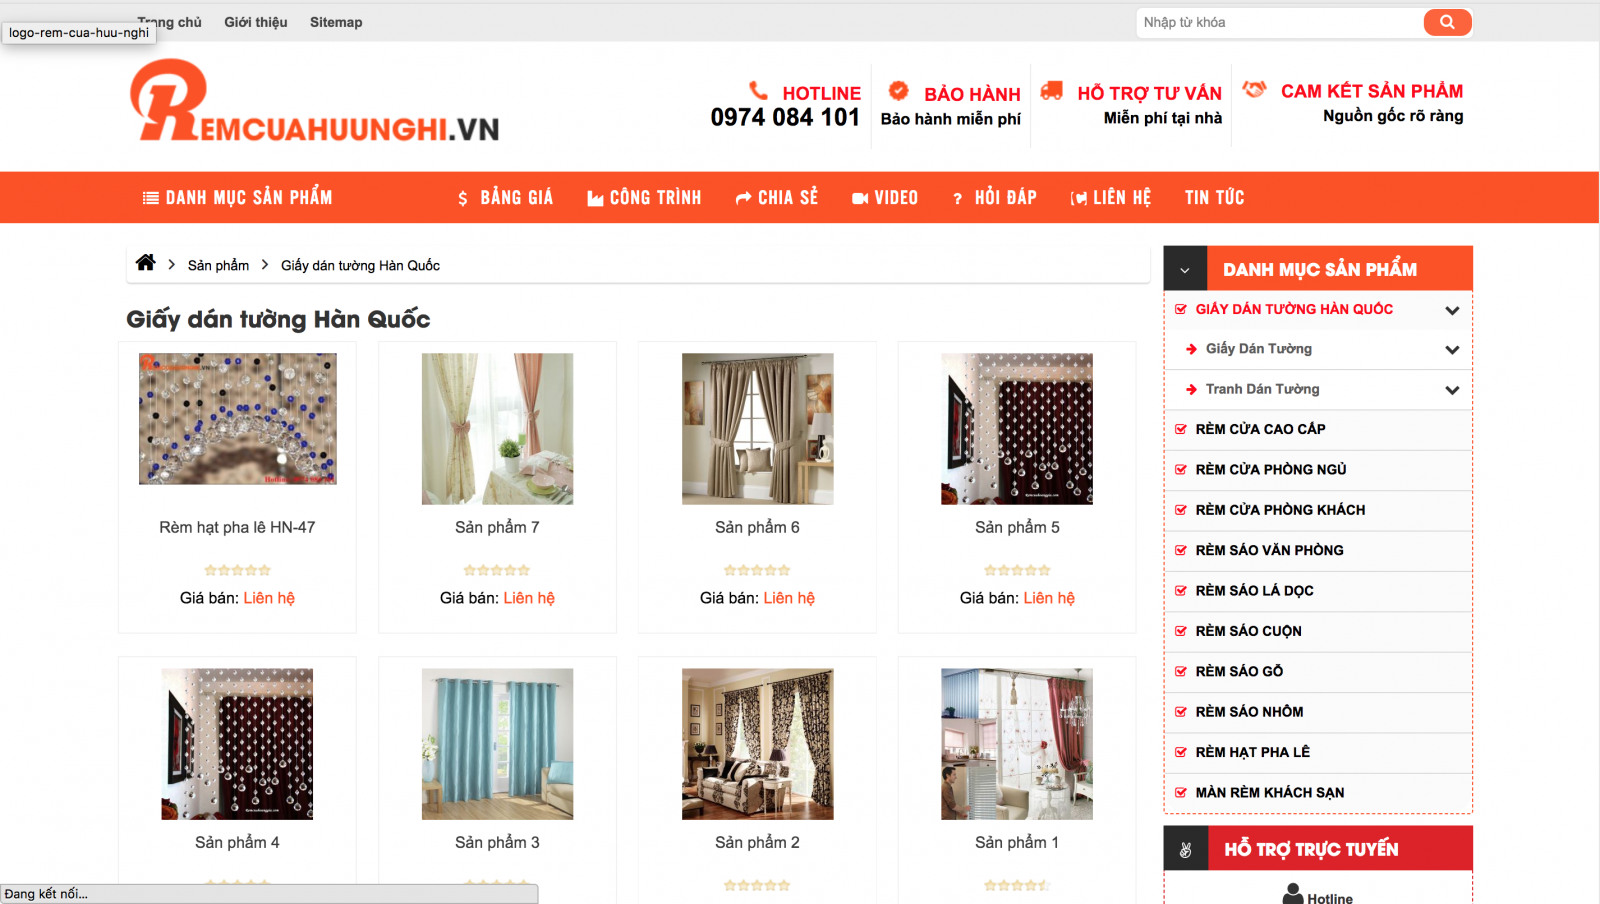 Trang chủ Giới thiệu Sitemap
Nhập từ khóa
logo-rem-cua-huu-nghi
REMCUAHUUNGHI.VN
HOTLINE
0974 084 101
BẢO HÀNH
Bảo hành miễn phí
HỖ TRỢ TƯ VẤN
Miễn phí tại nhà
CAM KẾT SẢN PHẨM
Nguồn gốc rõ ràng
DANH MỤC SẢN PHẨM $ BẢNG GIÁ CÔNG TRÌNH CHIA SẺ VIDEO ? HỎI ĐÁP LIÊN HỆ TIN TỨC
Sản phẩm > Giấy dán tường Hàn Quốc
Giấy dán tường Hàn Quốc
Rèm hạt pha lê HN-47
Giá bán: Liên hệ
Sản phẩm 7
Giá bán: Liên hệ
Sản phẩm 6
Giá bán: Liên hệ
Sản phẩm 5
Giá bán: Liên hệ
Sản phẩm 4
Sản phẩm 3
Sản phẩm 2
Sản phẩm 1
DANH MỤC SẢN PHẨM
GIẤY DÁN TƯỜNG HÀN QUỐC
Giấy Dán Tường
Tranh Dán Tường
RÈM CỬA CAO CẤP
RÈM CỬA PHÒNG NGỦ
RÈM CỬA PHÒNG KHÁCH
RÈM SÁO VĂN PHÒNG
RÈM SÁO LÁ DỌC
RÈM SÁO CUỘN
RÈM SÁO GỖ
RÈM SÁO NHÔM
RÈM HẠT PHA LÊ
MÀN RÈM KHÁCH SẠN
HỖ TRỢ TRỰC TUYẾN
Hotline
Đang kết nối...